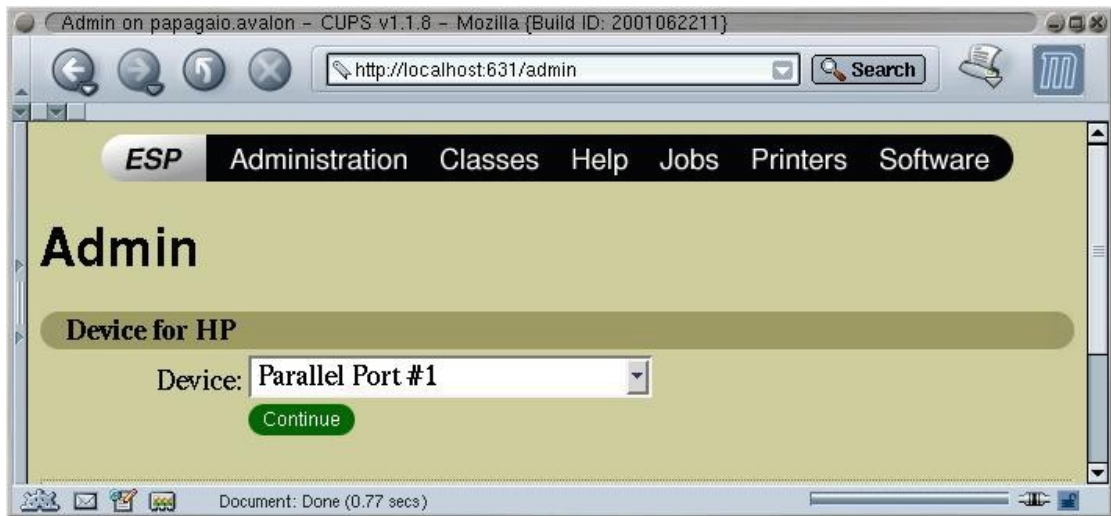 Admin on papagaio.avalon - CUPS v1.1.8 - Mozilla {Build ID: 2001062211}
http://localhost:631/admin
Search
ESP Administration Classes Help Jobs Printers Software
Admin
Device for HP
Device: Parallel Port #1
Continue
Document: Done (0.77 secs)